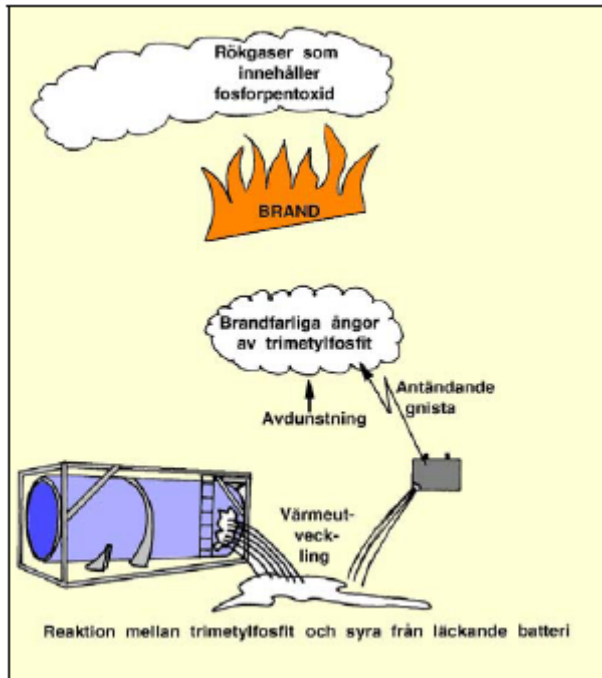 Rökgaser som
innehåller
fosforpentoxid
BRAND
Brandfarliga ångor
av trimetylfosfit
Antändande
gnista
Avdunstning
Värmeut-
veck-
ling
Reaktion mellan trimetylfosfit och syra från läckande batteri